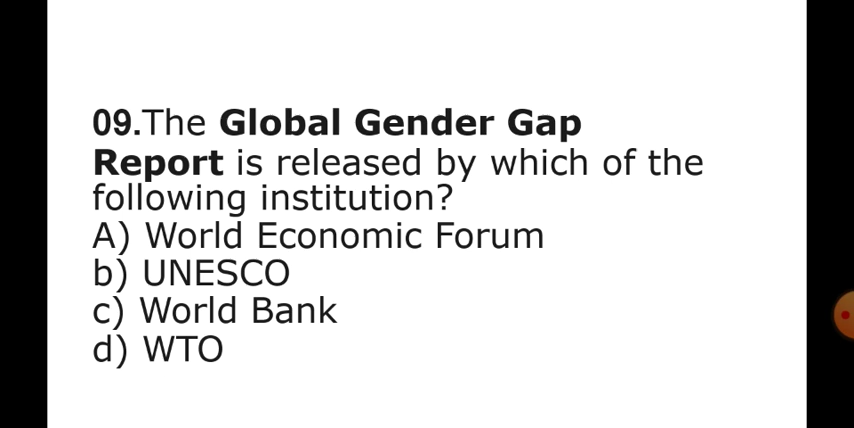 09.The Global Gender Gap
Report is released by which of the
following institution?
A) World Economic Forum
b) UNESCO
c) World Bank
d) WTO